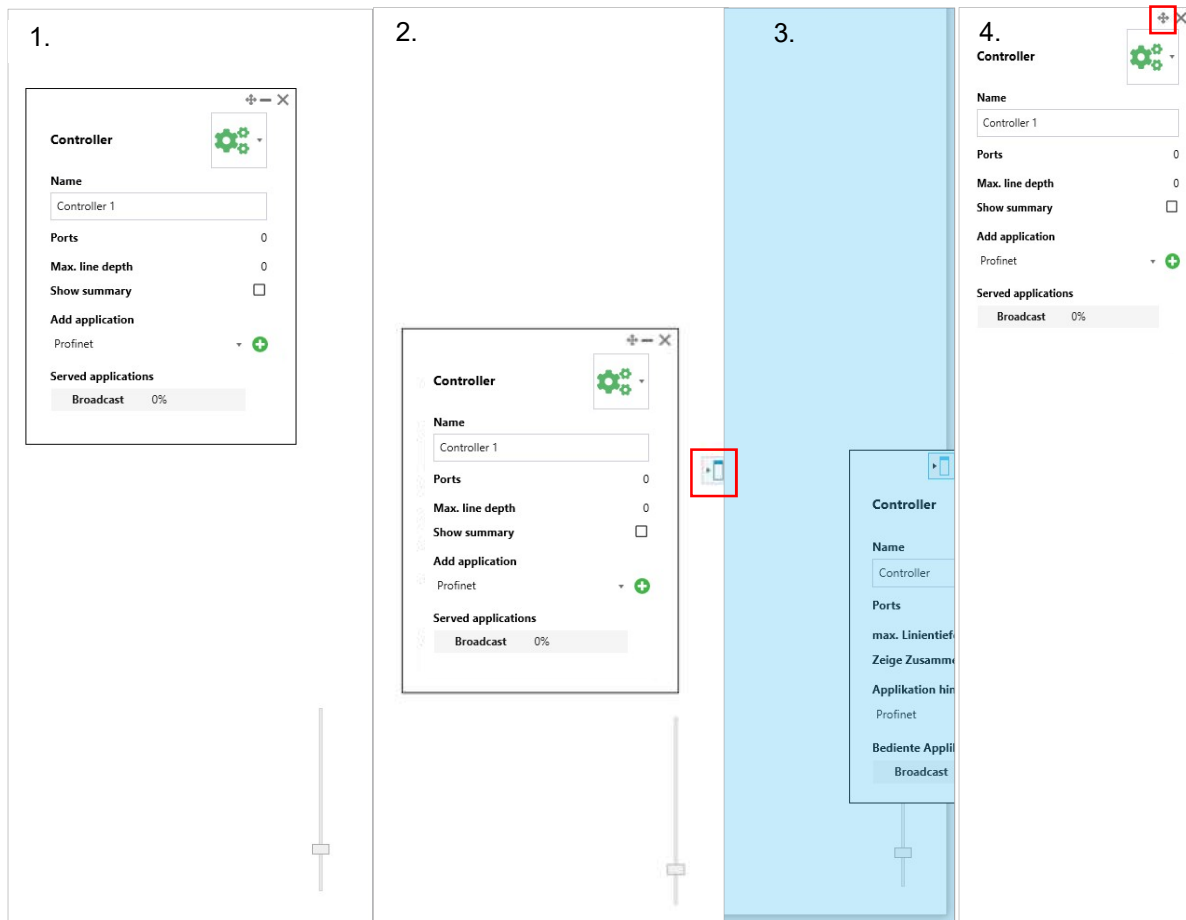 1.
Controller
Name
Controller 1
Ports 0
Max. line depth 0
Show summary
Add application
Profinet
Served applications
Broadcast 0%
2.
Controller
Name
Controller 1
Ports 0
Max. line depth 0
Show summary
Add application
Profinet
Served applications
Broadcast 0%
3.
Controller
Name
Controller
Ports
max. Linientief
Zeige Zusamme
Applikation hin
Profinet
Bediente Appli
Broadcast
4.
Controller
Name
Controller 1
Ports 0
Max. line depth 0
Show summary
Add application
Profinet
Served applications
Broadcast 0%